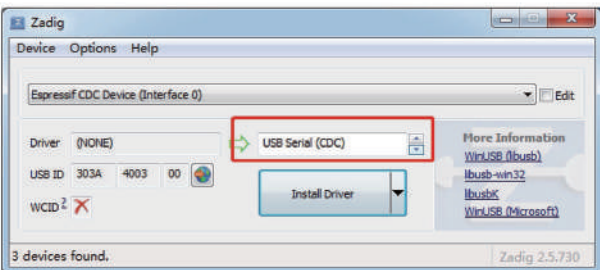 Zadig
Device Options Help
Espressif CDC Device (Interface 0)
Edit
Driver (NONE)
USB Serial (CDC)
More Information
WinUSB (libusb)
libusb-win32
libusbK
WinUSB (Microsoft)
USB ID 303A 4003 00
Install Driver
WCID ?
3 devices found.
Zadig 2.5.730